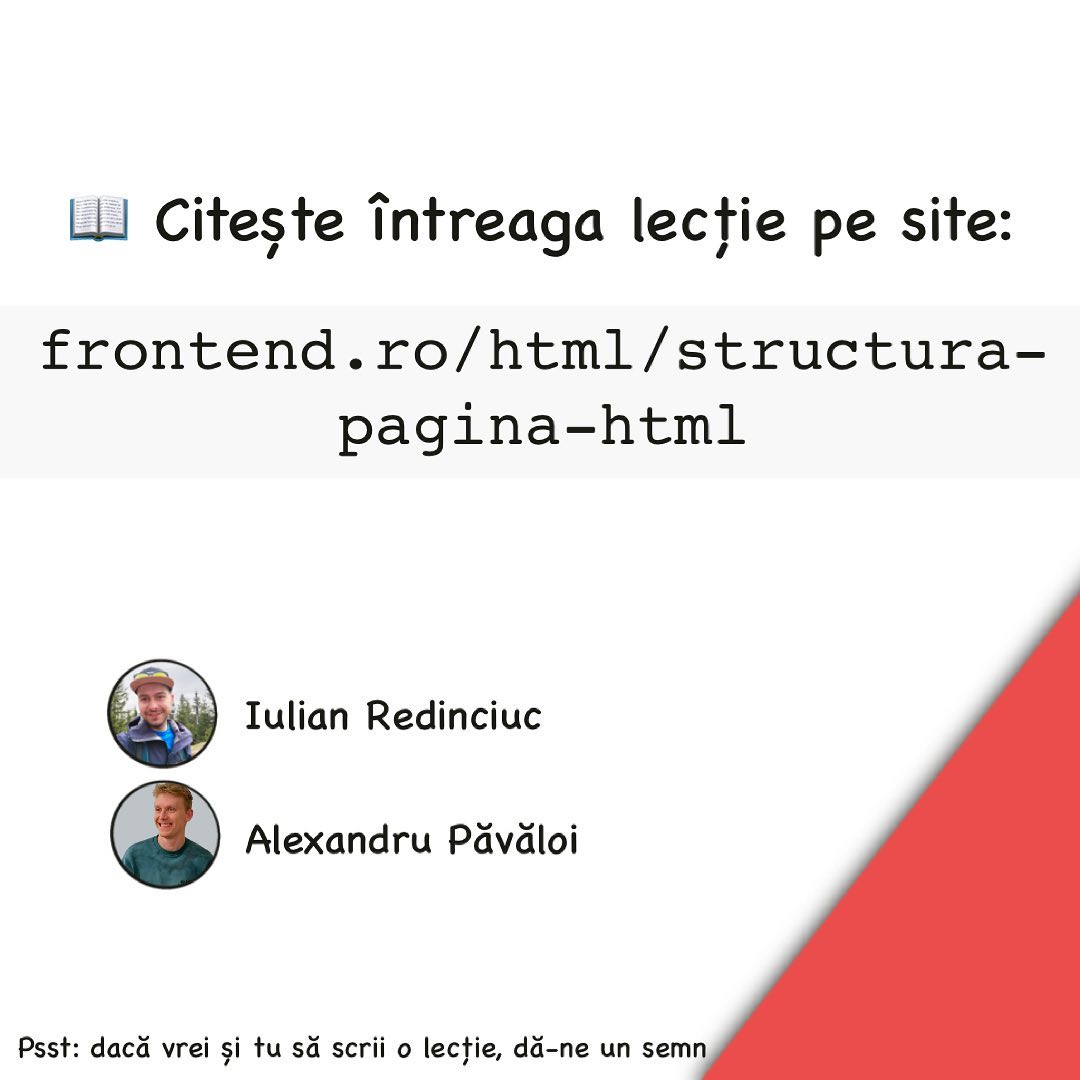 📖 Citește întreaga lecție pe site:
frontend.ro/html/structura-
pagina-html
Iulian Redinciuc
Alexandru Păvăloi
Psst: dacă vrei și tu să scrii o lecție, dă-ne un semn